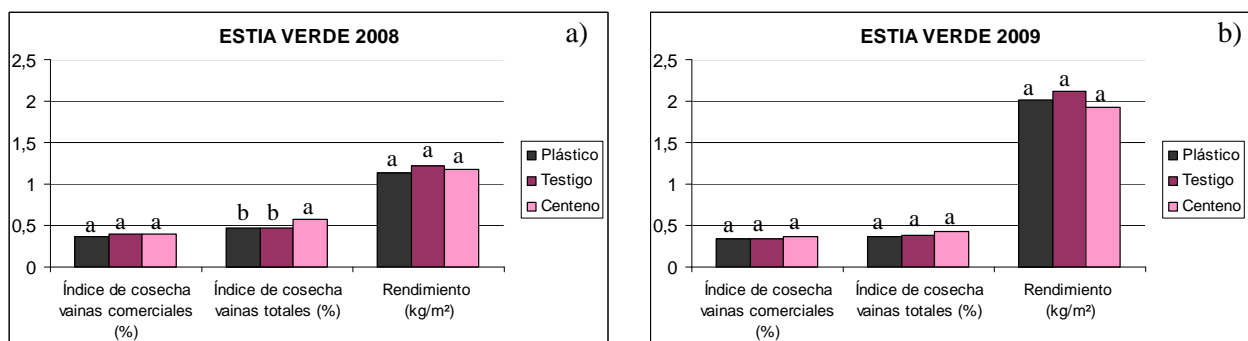 ESTIA VERDE 2008
a)
2,5
2
1,5
1
0,5
0
a a a
b b a
a a a
Índice de cosecha
vainas comerciales
(%)
Índice de cosecha
vainas totales (%)
Rendimiento
(kg/m²)
Plástico
Testigo
Centeno
ESTIA VERDE 2009
b)
2,5
2
1,5
1
0,5
0
a a a
a a a
a a a
Índice de cosecha
vainas comerciales
(%)
Índice de cosecha
vainas totales (%)
Rendimiento
(kg/m²)
Plástico
Testigo
Centeno